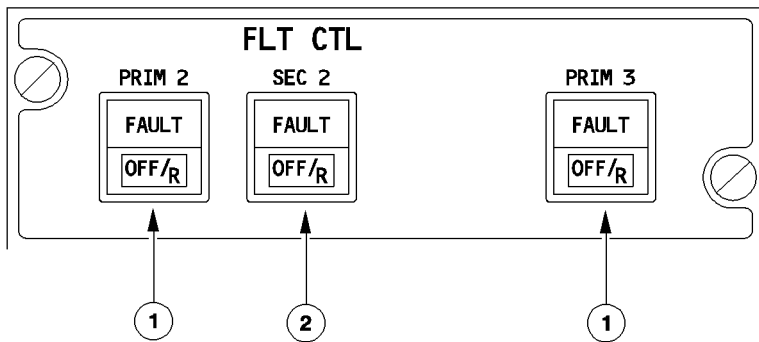 FLT CTL
PRIM 2 SEC 2 PRIM 3
FAULT FAULT FAULT
OFF/R OFF/R OFF/R
1 2 1